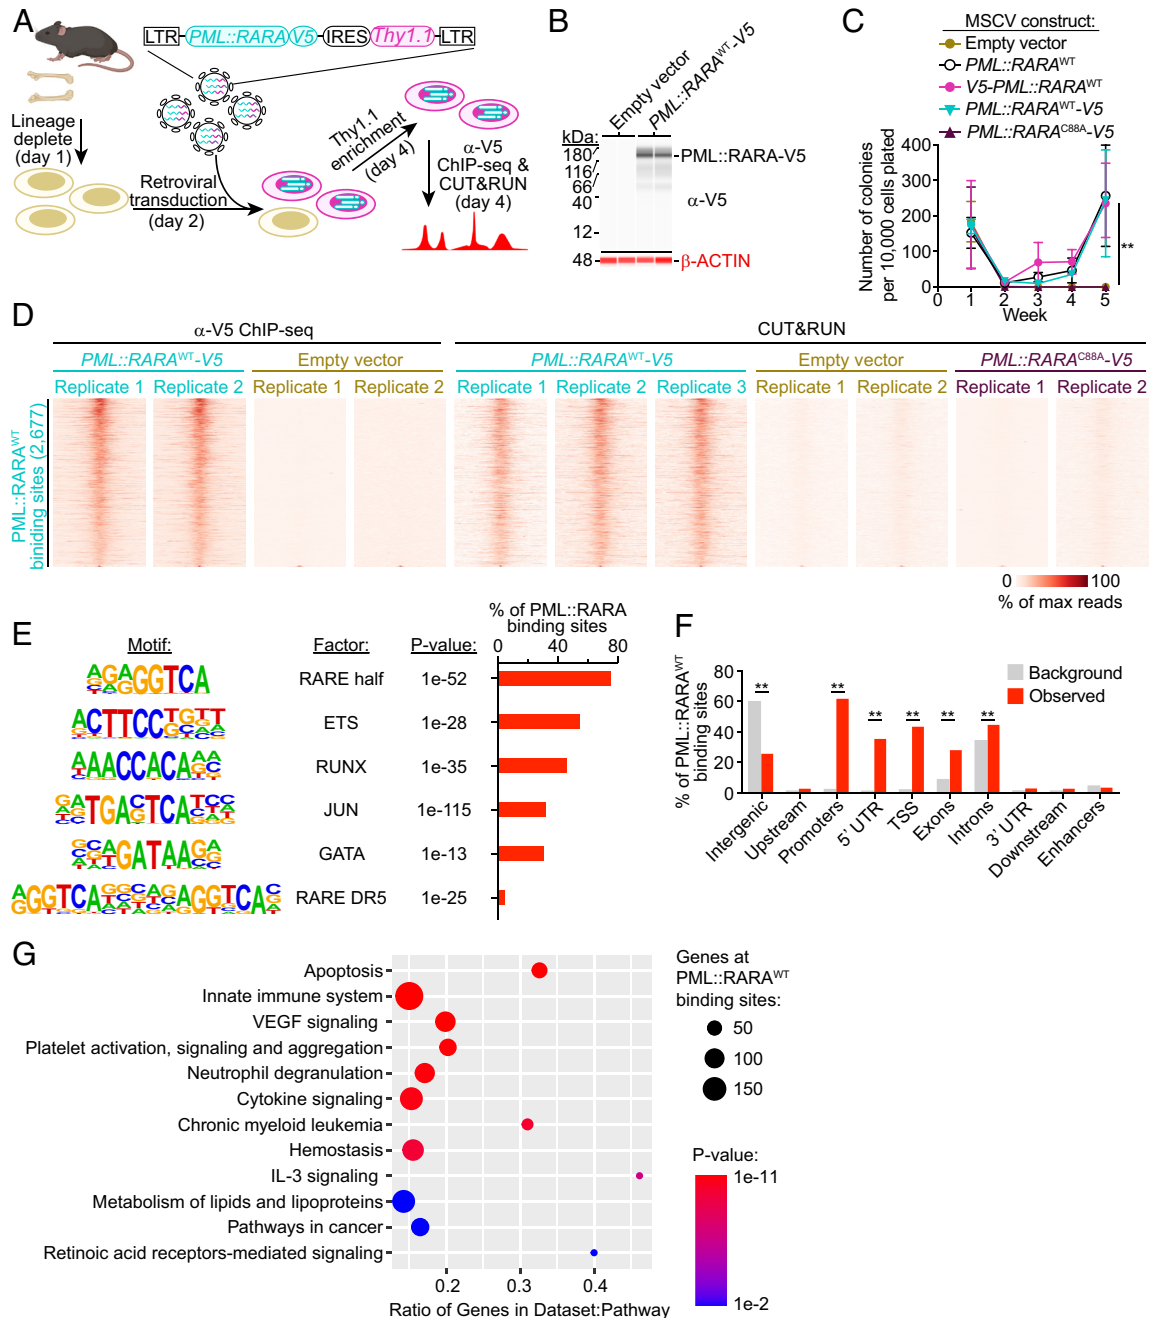 A
LTR PML::RARA V5 IRES Thy1.1 LTR
Lineage
deplete
(day 1)
Retroviral
transduction
(day 2)
Thy1.1
enrichment
(day 4)
α-V5
ChIP-seq &
CUT&RUN
(day 4)
B
Empty vector
PML::RARAWT-V5
kDa:
180
116
66
40
12
48
PML::RARA-V5
α-V5
β-ACTIN
C
MSCV construct:
Empty vector
PML::RARAWT
V5-PML::RARAWT
PML::RARAWT-V5
PML::RARAC88A-V5
Number of colonies
per 10,000 cells plated
400
300
200
100
0
0 1 2 3 4 5
Week
**
D
α-V5 ChIP-seq
CUT&RUN
PML::RARAWT-V5 Empty vector PML::RARAWT-V5 Empty vector PML::RARAC88A-V5
Replicate 1 Replicate 2 Replicate 1 Replicate 2 Replicate 1 Replicate 2 Replicate 3 Replicate 1 Replicate 2 Replicate 1 Replicate 2
PML::RARAWT
biniding sites (2,677)
0 100
% of max reads
E
Motif: Factor: P-value:
% of PML::RARA
binding sites
0 40 80
RARE half 1e-52
ETS 1e-28
RUNX 1e-35
JUN 1e-115
GATA 1e-13
RARE DR5 1e-25
F
% of PML::RARAWT
binding sites
80
60
40
20
0
Background
Observed
** ** ** ** ** **
Intergenic
Upstream
Promoters
5' UTR
TSS
Exons
Introns
3' UTR
Downstream
Enhancers
G
Apoptosis
Innate immune system
VEGF signaling
Platelet activation, signaling and aggregation
Neutrophil degranulation
Cytokine signaling
Chronic myeloid leukemia
Hemostasis
IL-3 signaling
Metabolism of lipids and lipoproteins
Pathways in cancer
Retinoic acid receptors-mediated signaling
0.2 0.3 0.4
Ratio of Genes in Dataset:Pathway
Genes at
PML::RARAWT
binding sites:
50
100
150
P-value:
1e-11
1e-2